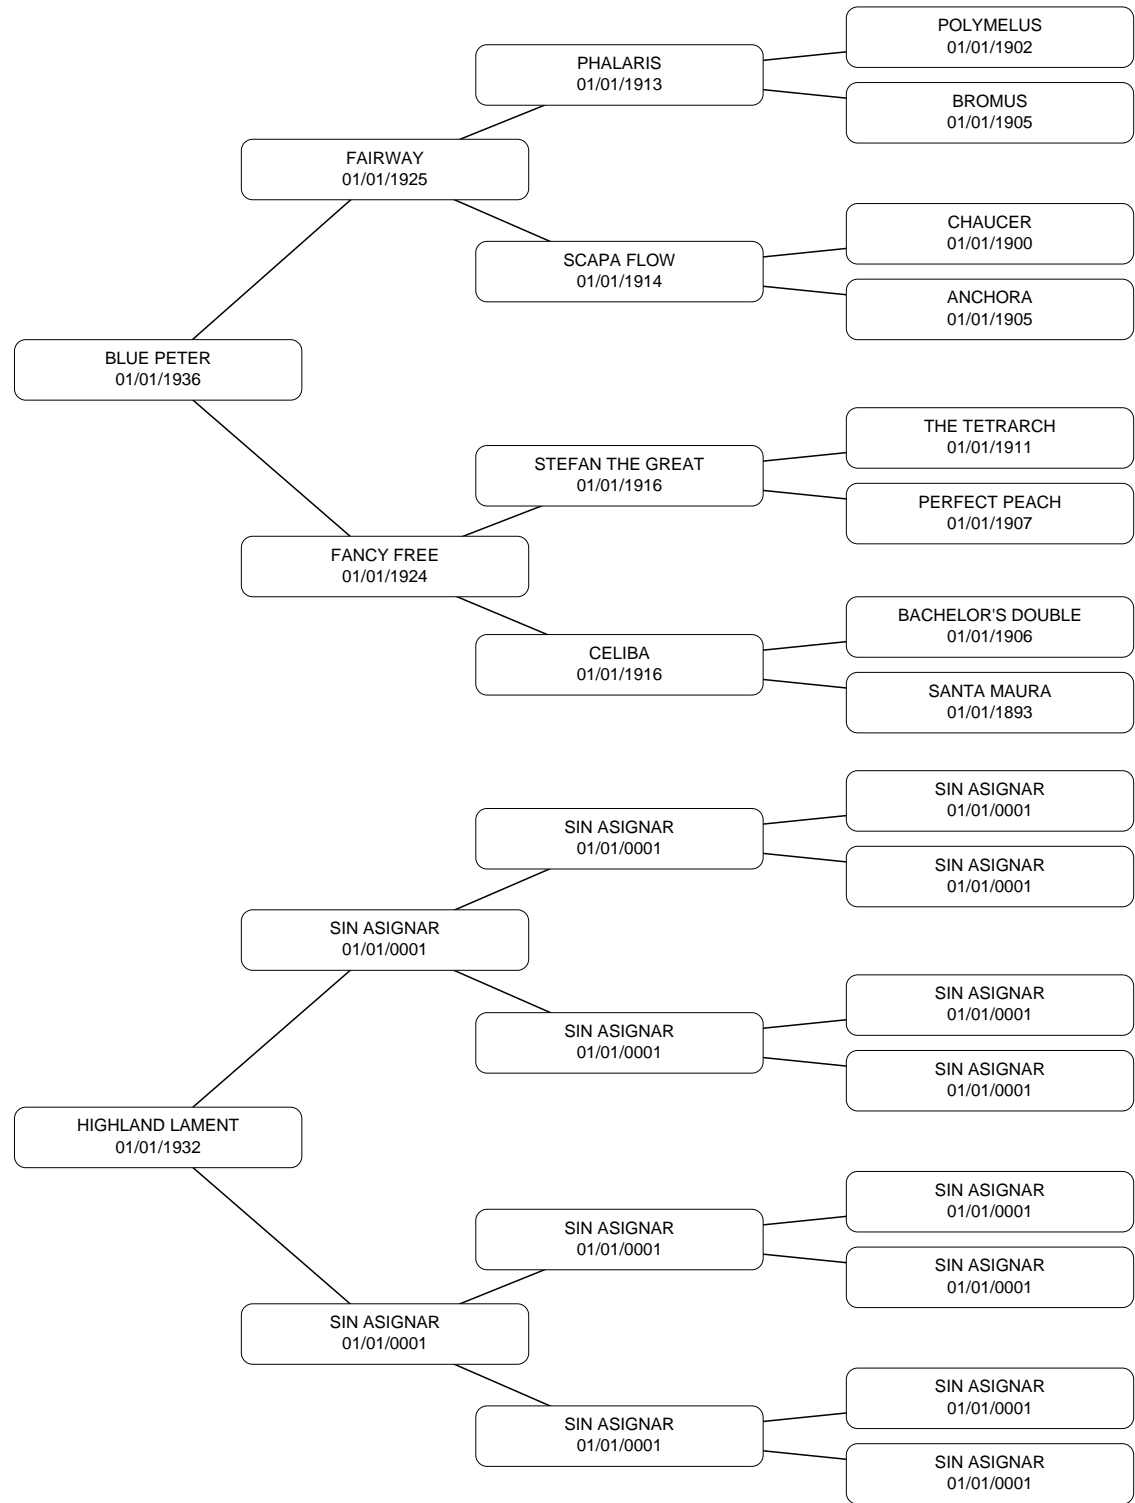 POLYMELUS
01/01/1902
PHALARIS
01/01/1913
BROMUS
01/01/1905
FAIRWAY
01/01/1925
CHAUCER
01/01/1900
SCAPA FLOW
01/01/1914
ANCHORA
01/01/1905
BLUE PETER
01/01/1936
THE TETRARCH
01/01/1911
STEFAN THE GREAT
01/01/1916
PERFECT PEACH
01/01/1907
FANCY FREE
01/01/1924
BACHELOR'S DOUBLE
01/01/1906
CELIBA
01/01/1916
SANTA MAURA
01/01/1893
SIN ASIGNAR
01/01/0001
SIN ASIGNAR
01/01/0001
SIN ASIGNAR
01/01/0001
SIN ASIGNAR
01/01/0001
SIN ASIGNAR
01/01/0001
SIN ASIGNAR
01/01/0001
SIN ASIGNAR
01/01/0001
HIGHLAND LAMENT
01/01/1932
SIN ASIGNAR
01/01/0001
SIN ASIGNAR
01/01/0001
SIN ASIGNAR
01/01/0001
SIN ASIGNAR
01/01/0001
SIN ASIGNAR
01/01/0001
SIN ASIGNAR
01/01/0001
SIN ASIGNAR
01/01/0001